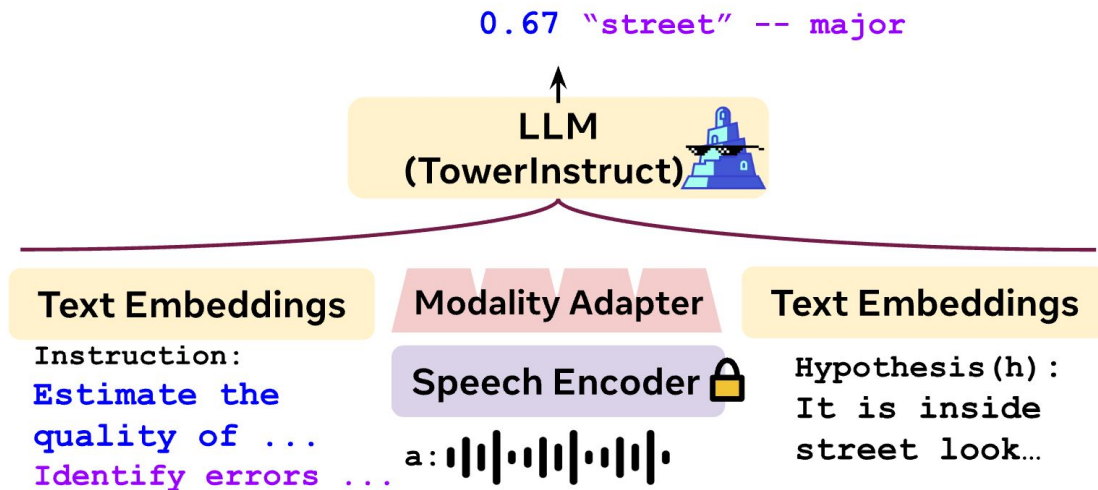 0.67 “street” -- major
LLM
(TowerInstruct)
Text Embeddings
Instruction:
Estimate the
quality of ...
Identify errors ...
Modality Adapter
Speech Encoder
a:
Text Embeddings
Hypothesis(h):
It is inside
street look…